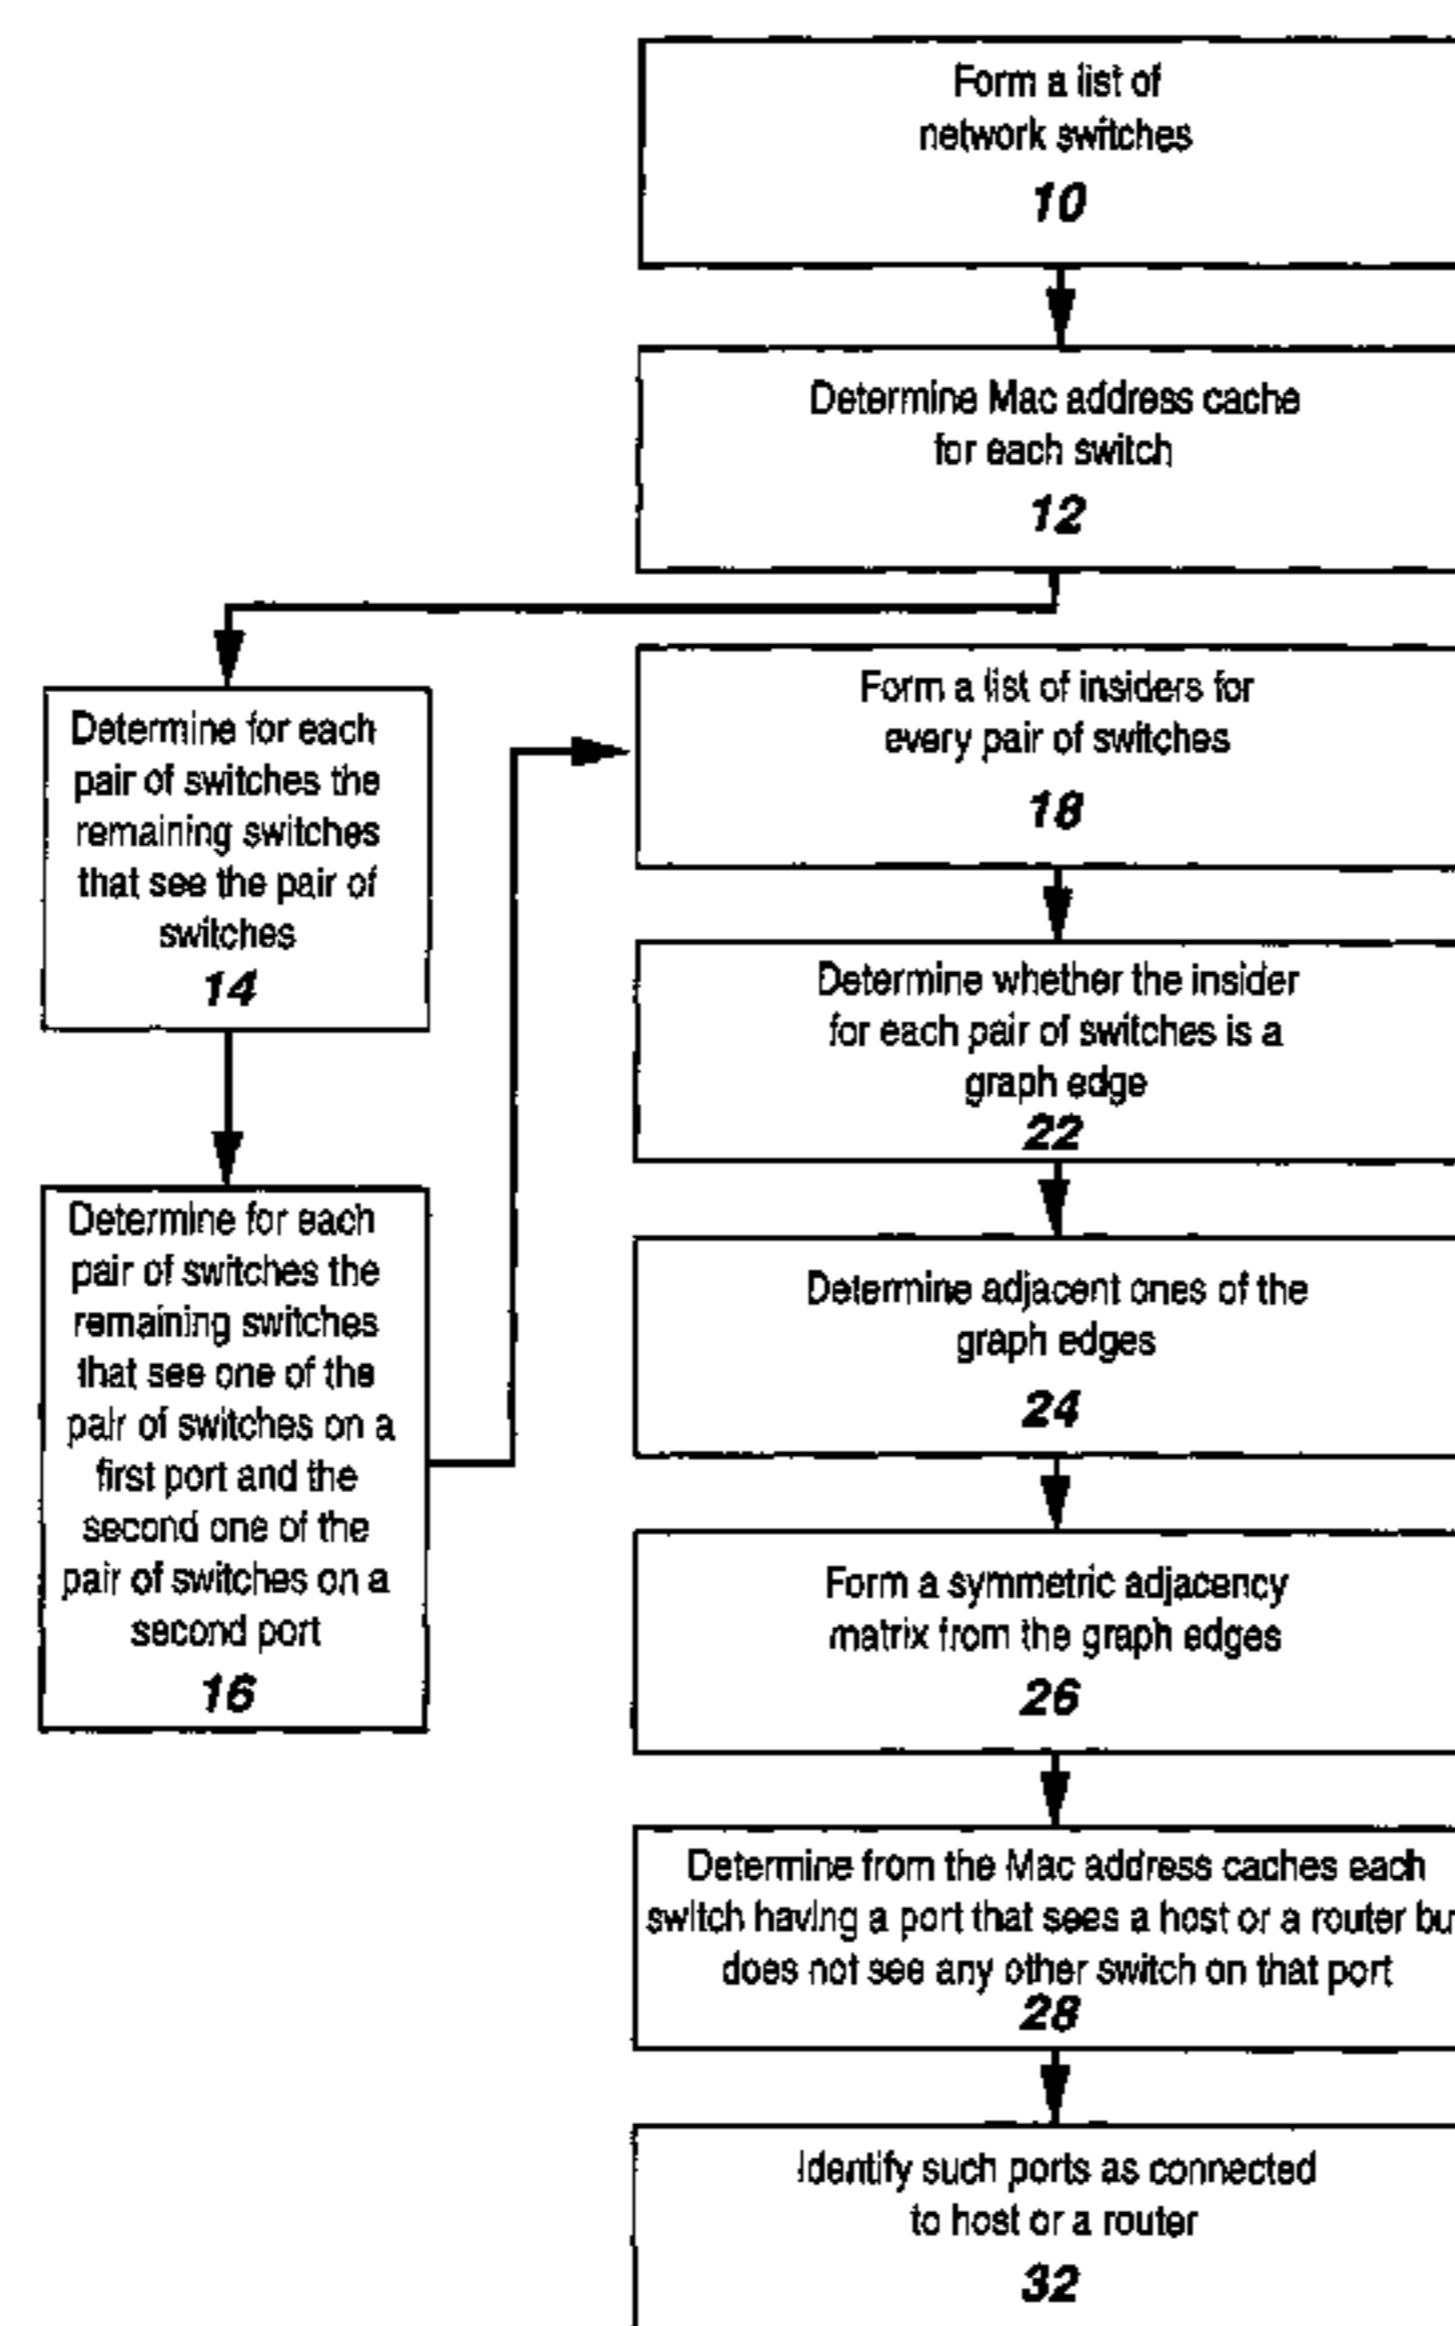 Form a list of
network switches
10
Determine Mac address cache
for each switch
12
Determine for each
pair of switches the
remaining switches
that see the pair of
switches
14
Determine for each
pair of switches the
remaining switches
that see one of the
pair of switches on a
first port and the
second one of the
pair of switches on a
second port
16
Form a list of insiders for
every pair of switches
18
Determine whether the insider
for each pair of switches is a
graph edge
22
Determine adjacent ones of the
graph edges
24
Form a symmetric adjacency
matrix from the graph edges
26
Determine from the Mac address caches each
switch having a port that sees a host or a router bu
does not see any other switch on that port
28
Identify such ports as connected
to host or a router
32